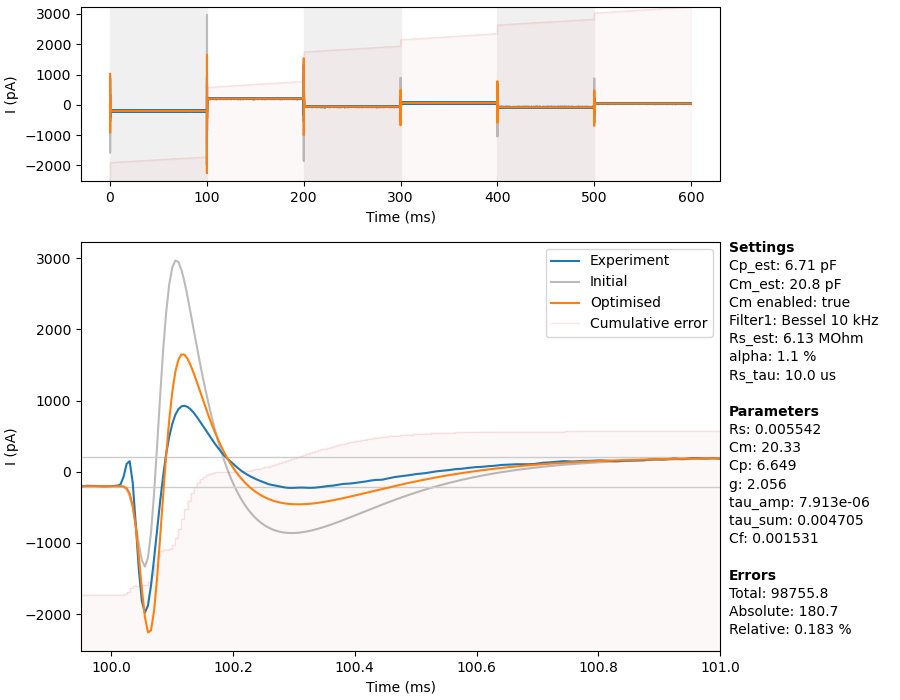 3000
2000
1000
0
−1000
−2000
I (pA)
0 100 200 300 400 500 600
Time (ms)
3000
2000
1000
0
−1000
−2000
I (pA)
100.0 100.2 100.4 100.6 100.8 101.0
Time (ms)
Experiment
Initial
Optimised
Cumulative error
Settings
Cp_est: 6.71 pF
Cm_est: 20.8 pF
Cm enabled: true
Filter1: Bessel 10 kHz
Rs_est: 6.13 MOhm
alpha: 1.1 %
Rs_tau: 10.0 us
Parameters
Rs: 0.005542
Cm: 20.33
Cp: 6.649
g: 2.056
tau_amp: 7.913e-06
tau_sum: 0.004705
Cf: 0.001531
Errors
Total: 98755.8
Absolute: 180.7
Relative: 0.183 %